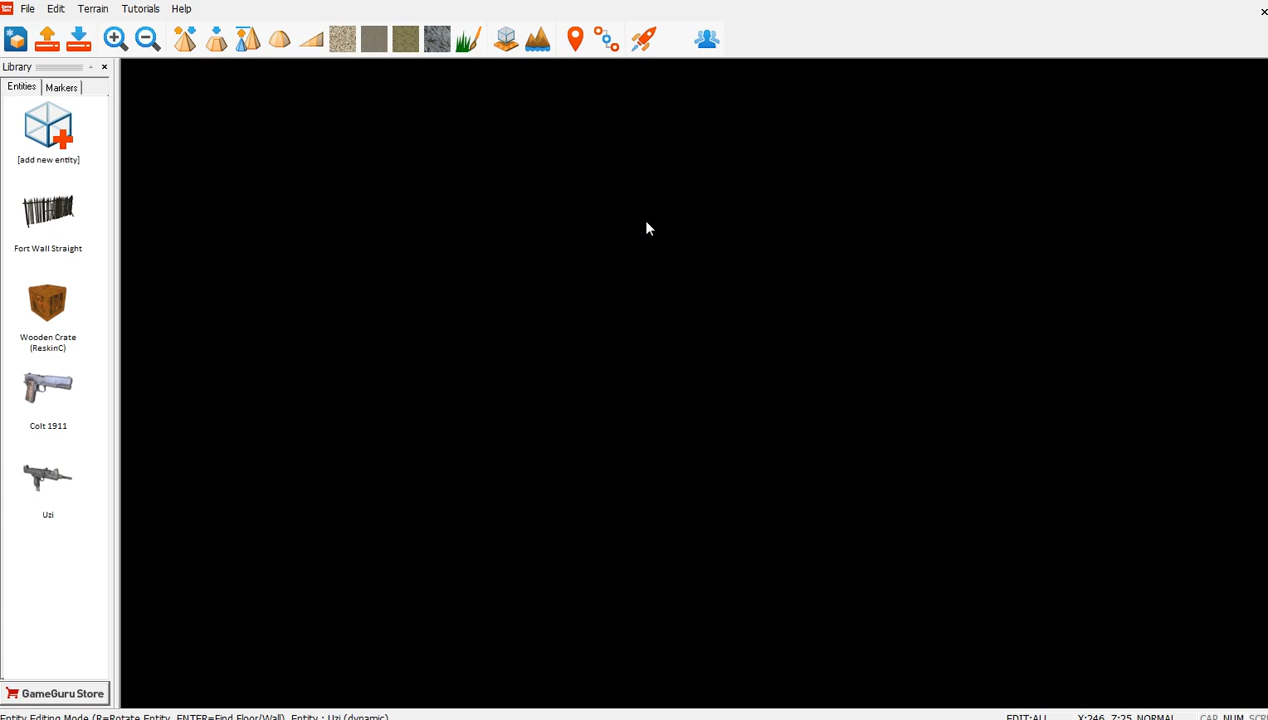 File Edit Terrain Tutorials Help
Library
Entities Markers
[add new entity]
Fort Wall Straight
Wooden Crate
(ReskinC)
Colt 1911
Uzi
GameGuru Store
Entity Editing Mode (R=Rotate Entity, ENTER=Find Floor/Wall) Entity : Uzi (dynamic) EDIT:ALL X:246 Z:25 NORMAL CAP NUM SCRL